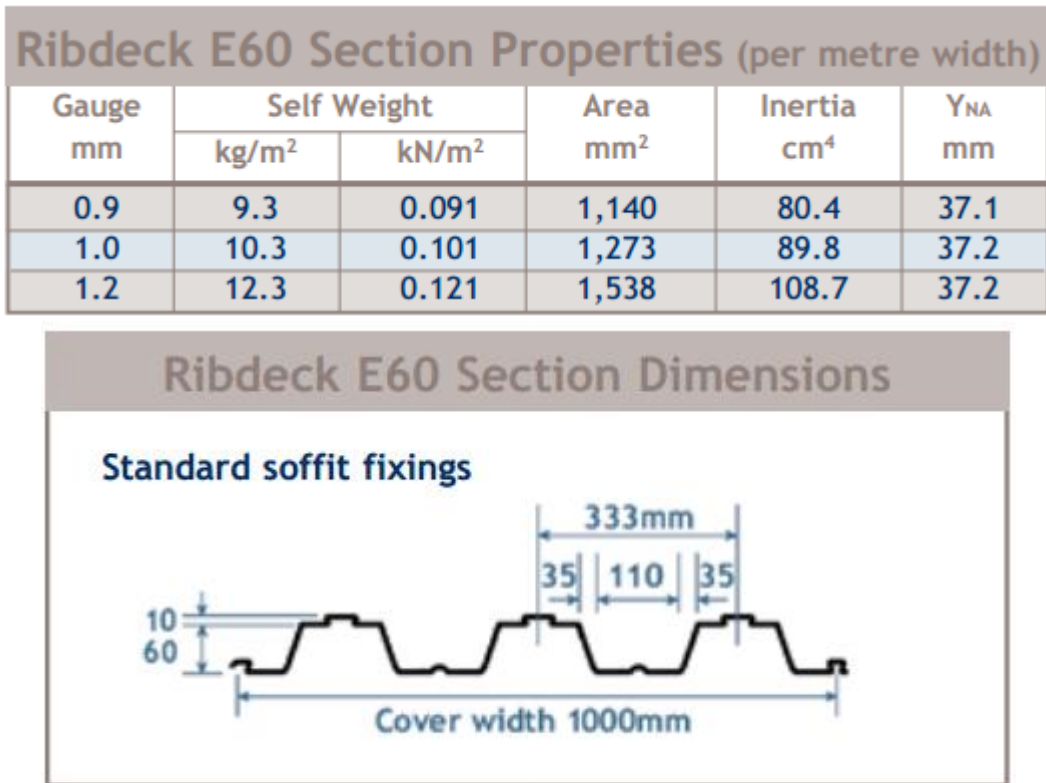 Ribdeck E60 Section Properties (per metre width)
Gauge mm Self Weight Area mm² Inertia cm⁴ YNA mm
kg/m² kN/m²
0.9 9.3 0.091 1,140 80.4 37.1
1.0 10.3 0.101 1,273 89.8 37.2
1.2 12.3 0.121 1,538 108.7 37.2
Ribdeck E60 Section Dimensions
Standard soffit fixings
333mm
35 110 35
10
60
Cover width 1000mm